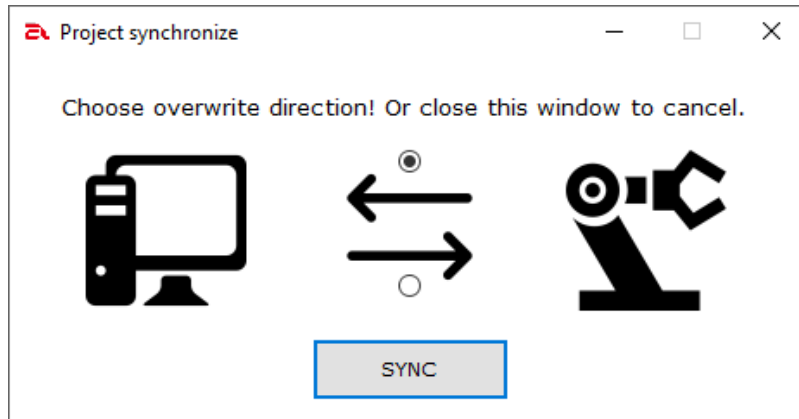 Project synchronize
Choose overwrite direction! Or close this window to cancel.
SYNC